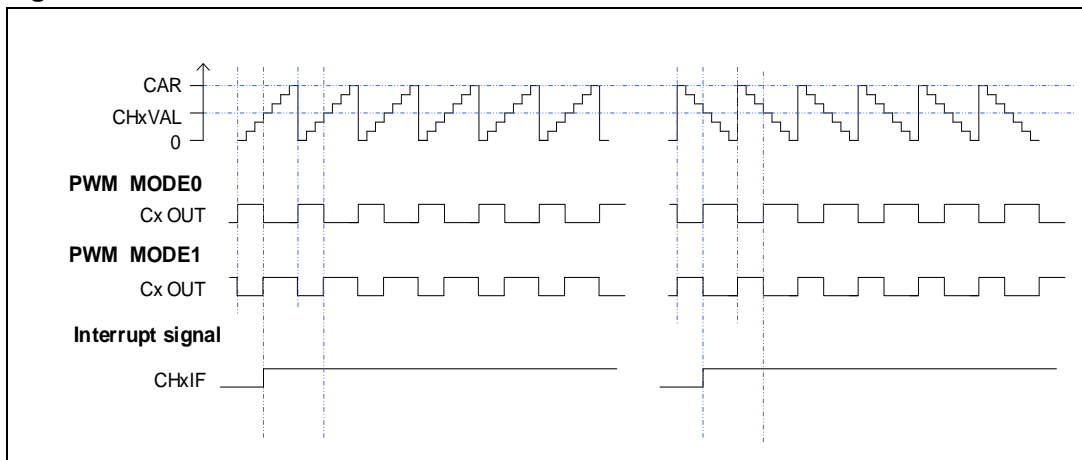 CAR
CHxVAL
0
PWM MODE0
Cx OUT
PWM MODE1
Cx OUT
Interrupt signal
CHxIF